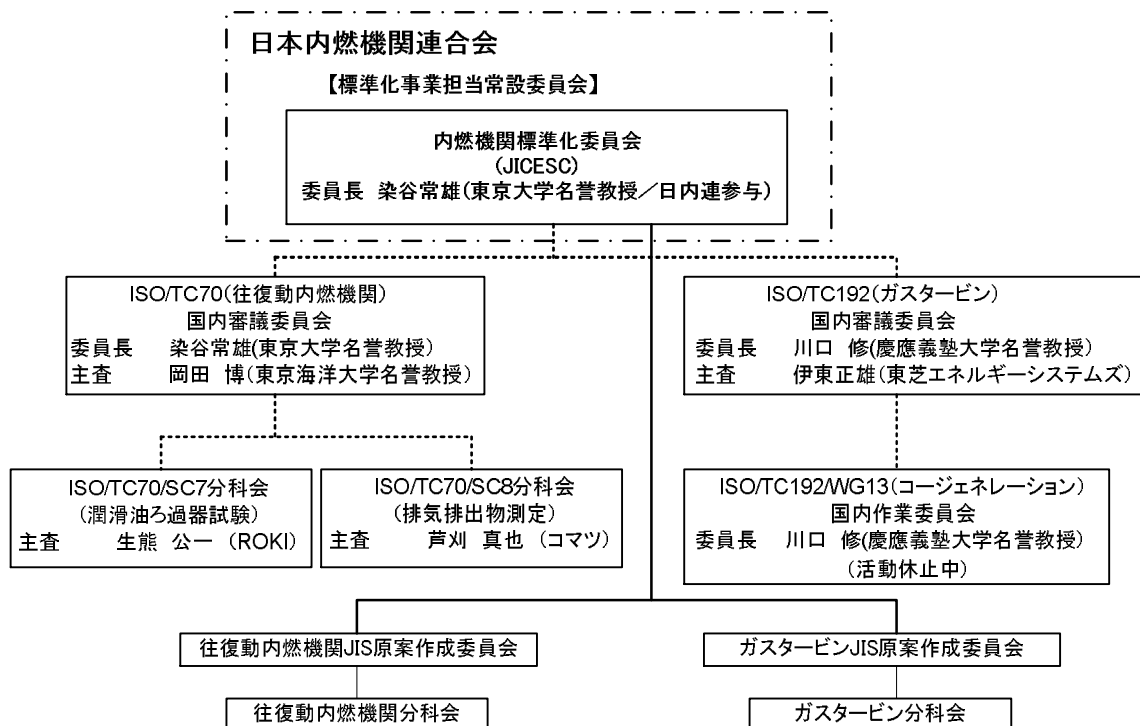 日本内燃機関連合会
【標準化事業担当常設委員会】
内燃機関標準化委員会
(JICESC)
委員長 染谷常雄(東京大学名誉教授／日内連参与)
ISO/TC70(往復動内燃機関)
国内審議委員会
委員長 染谷常雄(東京大学名誉教授)
主査 岡田 博(東京海洋大学名誉教授)
ISO/TC192(ガスタービン)
国内審議委員会
委員長 川口 修(慶應義塾大学名誉教授)
主査 伊東正雄(東芝エネルギーシステムズ)
ISO/TC70/SC7分科会
(潤滑油ろ過器試験)
主査 生熊 公一 (ROKI)
ISO/TC70/SC8分科会
(排気排出物測定)
主査 芦刈 真也 (コマツ)
ISO/TC192/WG13(コージェネレーション)
国内作業委員会
委員長 川口 修(慶應義塾大学名誉教授)
(活動休止中)
往復動内燃機関JIS原案作成委員会
ガスタービンJIS原案作成委員会
往復動内燃機関分科会
ガスタービン分科会